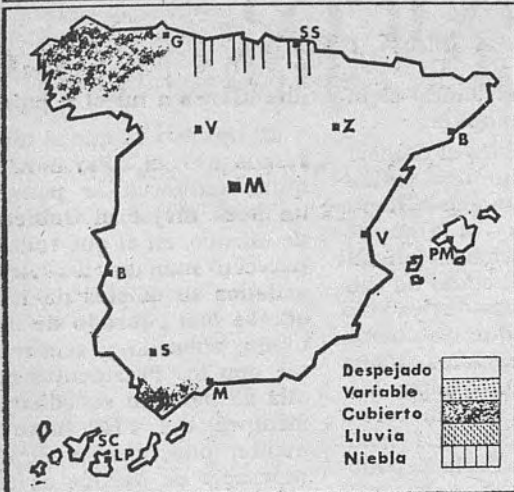 G
SS
V
Z
B
M
V
PM
B
S
M
SC
LP
Despejado
Variable
Cubierto
Lluvia
Niebla